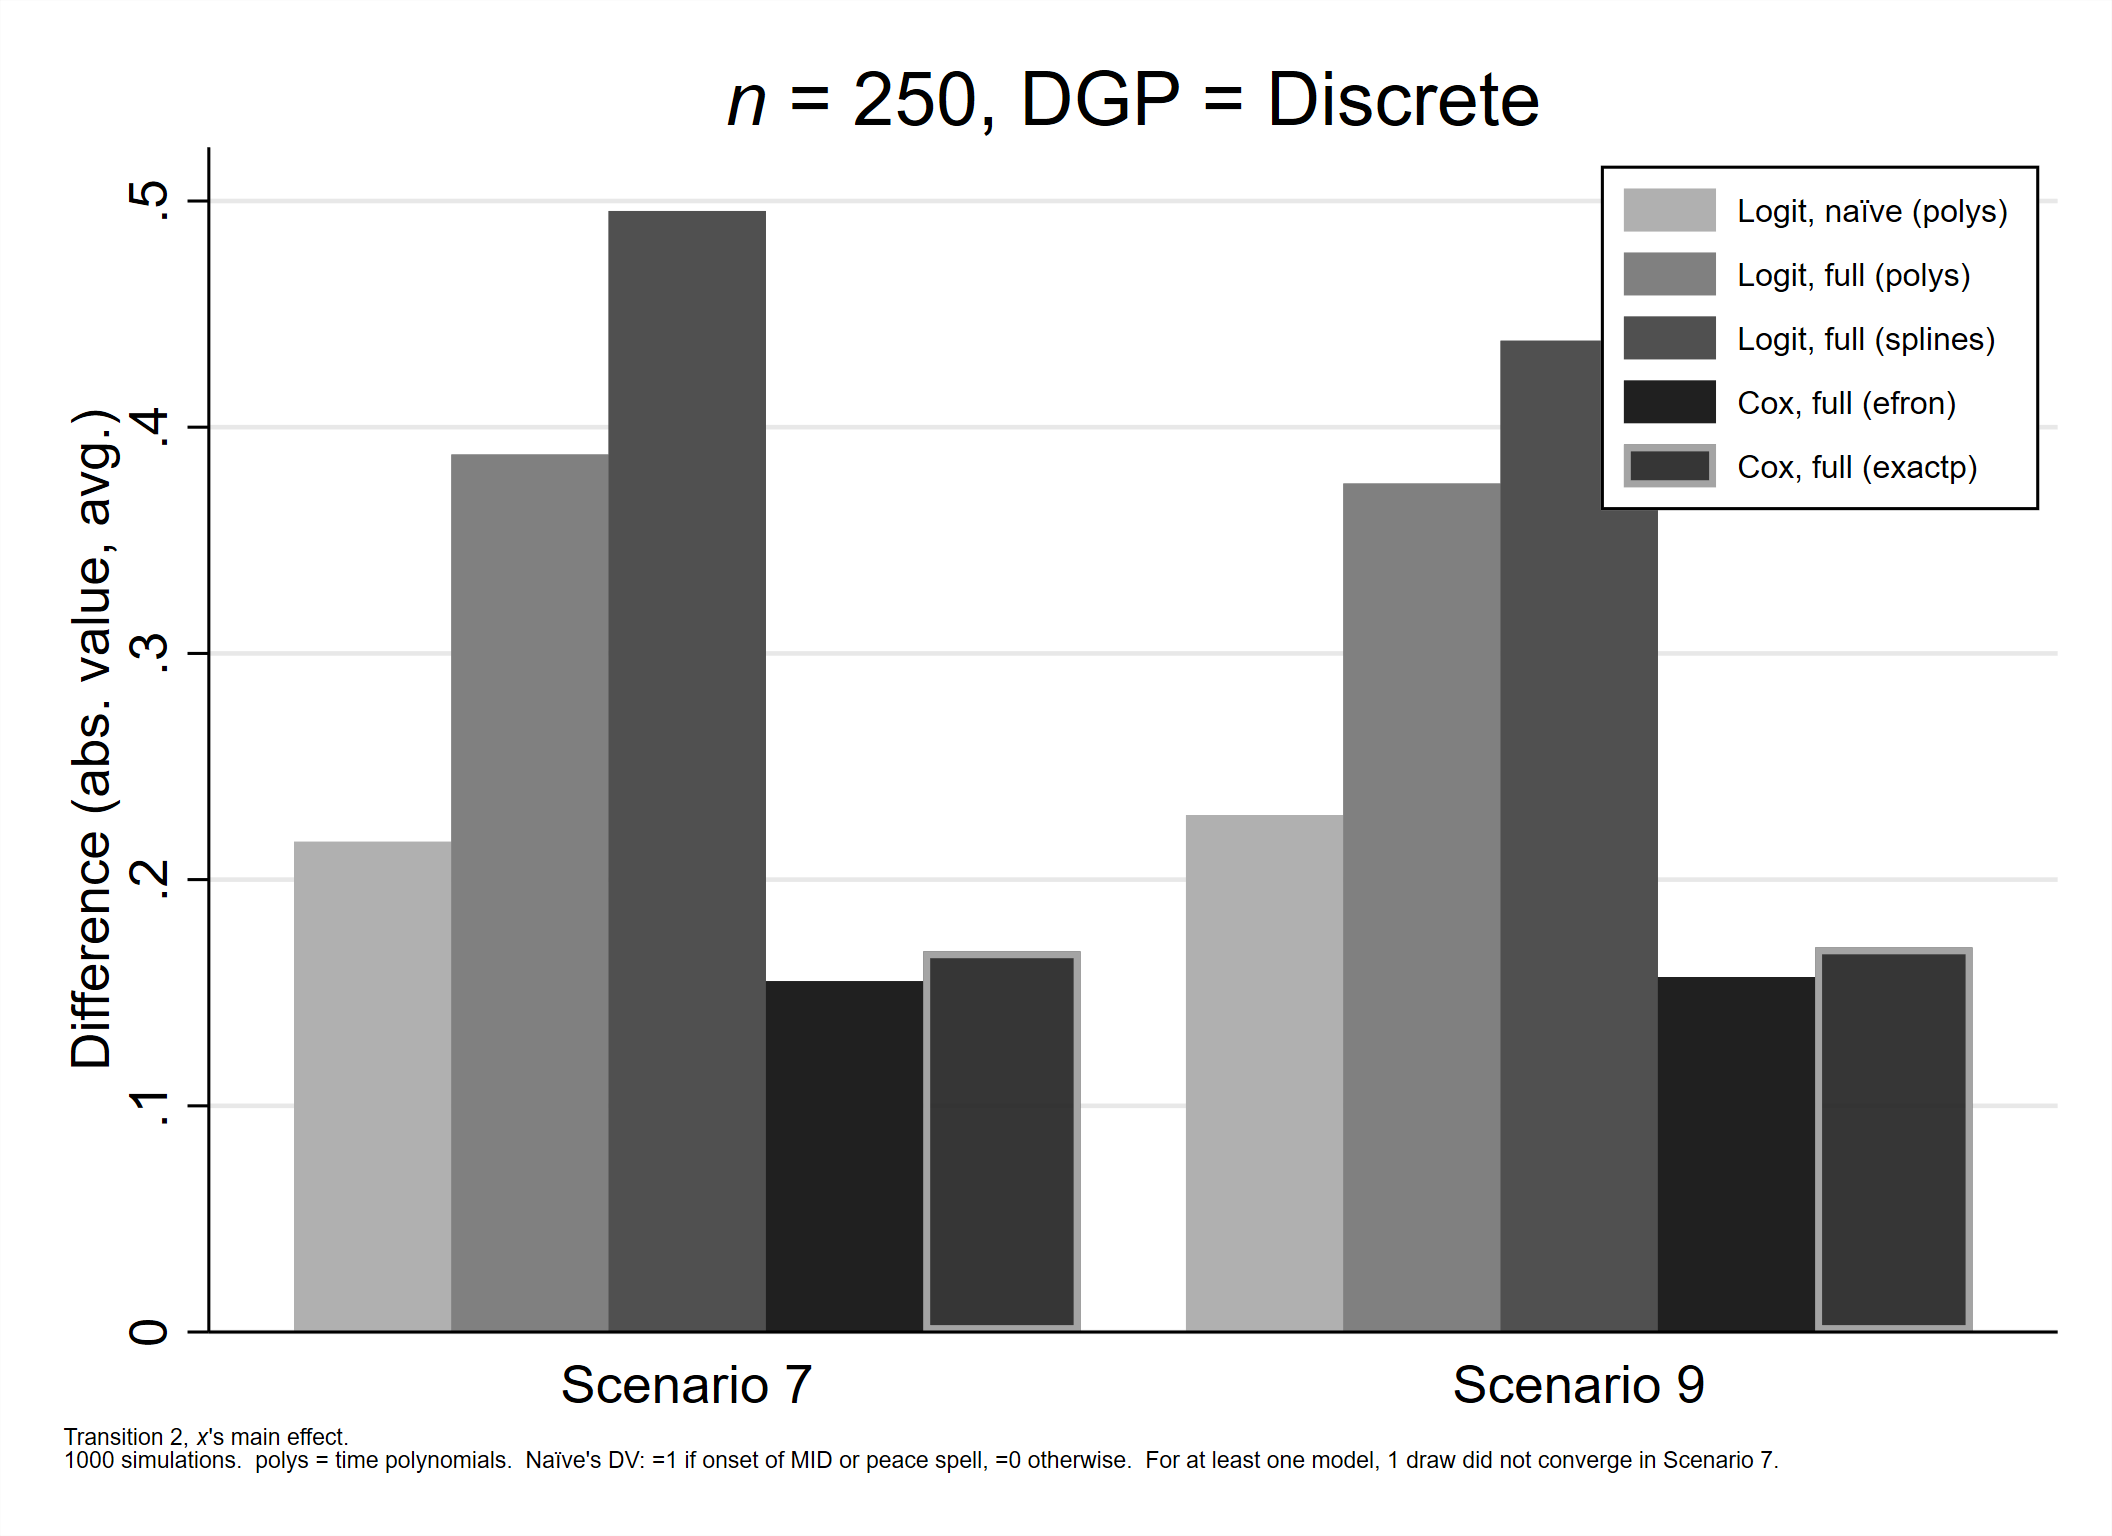 n = 250, DGP = Discrete
Difference (abs. value, avg.)
.5
.4
.3
.2
.1
0
Logit, naïve (polys)
Logit, full (polys)
Logit, full (splines)
Cox, full (efron)
Cox, full (exactp)
Scenario 7
Scenario 9
Transition 2, x's main effect.
1000 simulations.  polys = time polynomials.  Naïve's DV: =1 if onset of MID or peace spell, =0 otherwise.  For at least one model, 1 draw did not converge in Scenario 7.